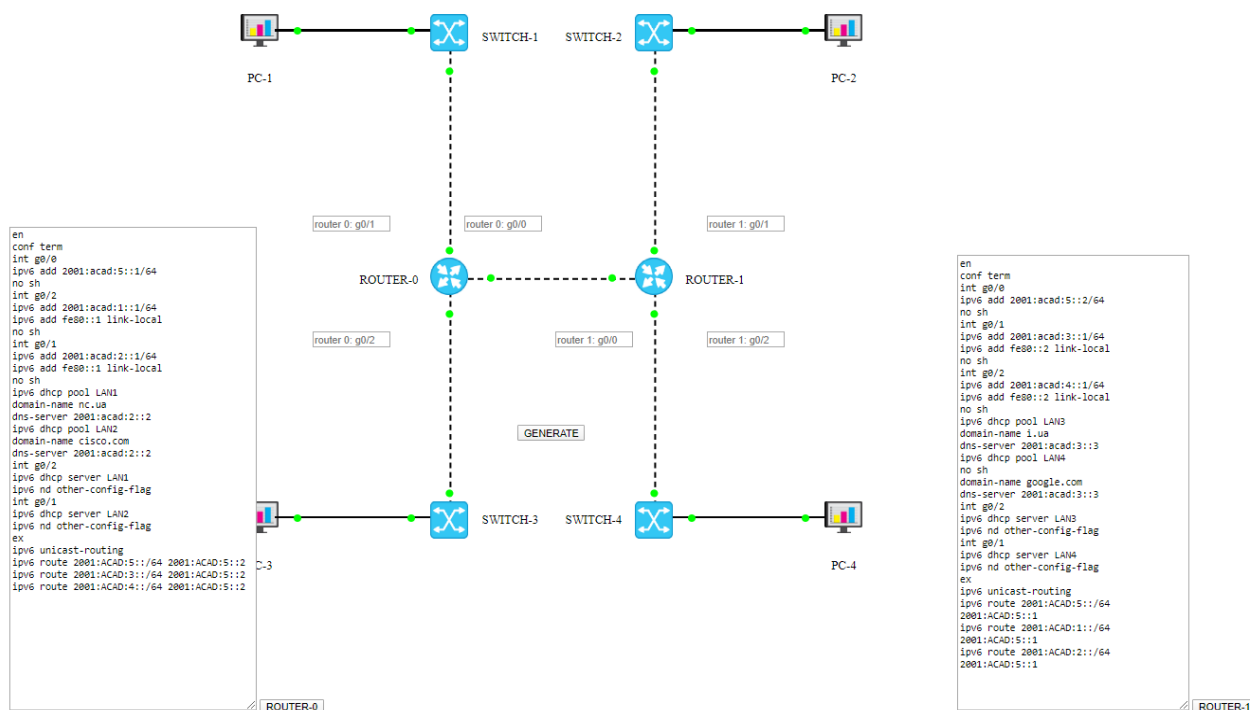 SWITCH-1
SWITCH-2
PC-1
PC-2
router 0: g0/1
router 0: g0/0
router 1: g0/1
ROUTER-0
ROUTER-1
router 0: g0/2
router 1: g0/0
router 1: g0/2
GENERATE
SWITCH-3
SWITCH-4
C-3
PC-4
en
conf term
int g0/0
ipv6 add 2001:acad:5::1/64
no sh
int g0/2
ipv6 add 2001:acad:1::1/64
ipv6 add fe80::1 link-local
no sh
int g0/1
ipv6 add 2001:acad:2::1/64
ipv6 add fe80::1 link-local
no sh
ipv6 dhcp pool LAN1
domain-name nc.ua
dns-server 2001:acad:2::2
ipv6 dhcp pool LAN2
domain-name cisco.com
dns-server 2001:acad:2::2
int g0/2
ipv6 dhcp server LAN1
ipv6 nd other-config-flag
int g0/1
ipv6 dhcp server LAN2
ipv6 nd other-config-flag
ex
ipv6 unicast-routing
ipv6 route 2001:ACAD:5::/64 2001:ACAD:5::2
ipv6 route 2001:ACAD:3::/64 2001:ACAD:5::2
ipv6 route 2001:ACAD:4::/64 2001:ACAD:5::2
ROUTER-0
en
conf term
int g0/0
ipv6 add 2001:acad:5::2/64
no sh
int g0/1
ipv6 add 2001:acad:3::1/64
ipv6 add fe80::2 link-local
no sh
int g0/2
ipv6 add 2001:acad:4::1/64
ipv6 add fe80::2 link-local
no sh
ipv6 dhcp pool LAN3
domain-name i.ua
dns-server 2001:acad:3::3
ipv6 dhcp pool LAN4
no sh
domain-name google.com
dns-server 2001:acad:3::3
int g0/2
ipv6 dhcp server LAN3
ipv6 nd other-config-flag
int g0/1
ipv6 dhcp server LAN4
ipv6 nd other-config-flag
ex
ipv6 unicast-routing
ipv6 route 2001:ACAD:5::/64
2001:ACAD:5::1
ipv6 route 2001:ACAD:1::/64
2001:ACAD:5::1
ipv6 route 2001:ACAD:2::/64
2001:ACAD:5::1
ROUTER-1